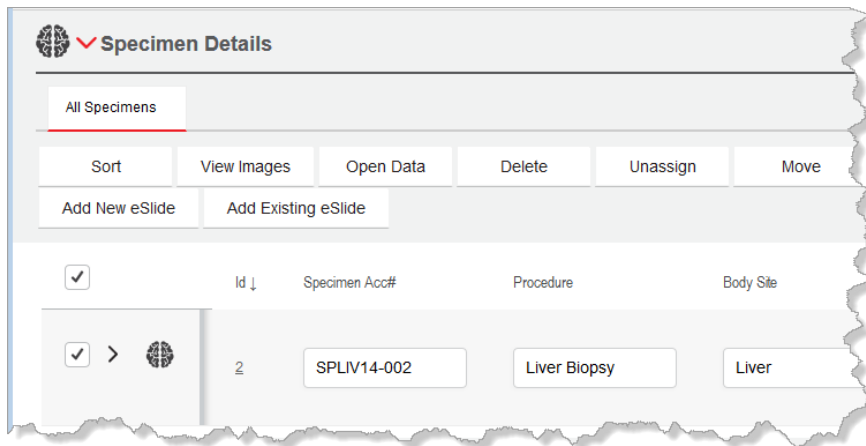 Specimen Details
All Specimens
Sort View Images Open Data Delete Unassign Move
Add New eSlide Add Existing eSlide
Id ↓ Specimen Acc# Procedure Body Site
2 SPLIV14-002 Liver Biopsy Liver